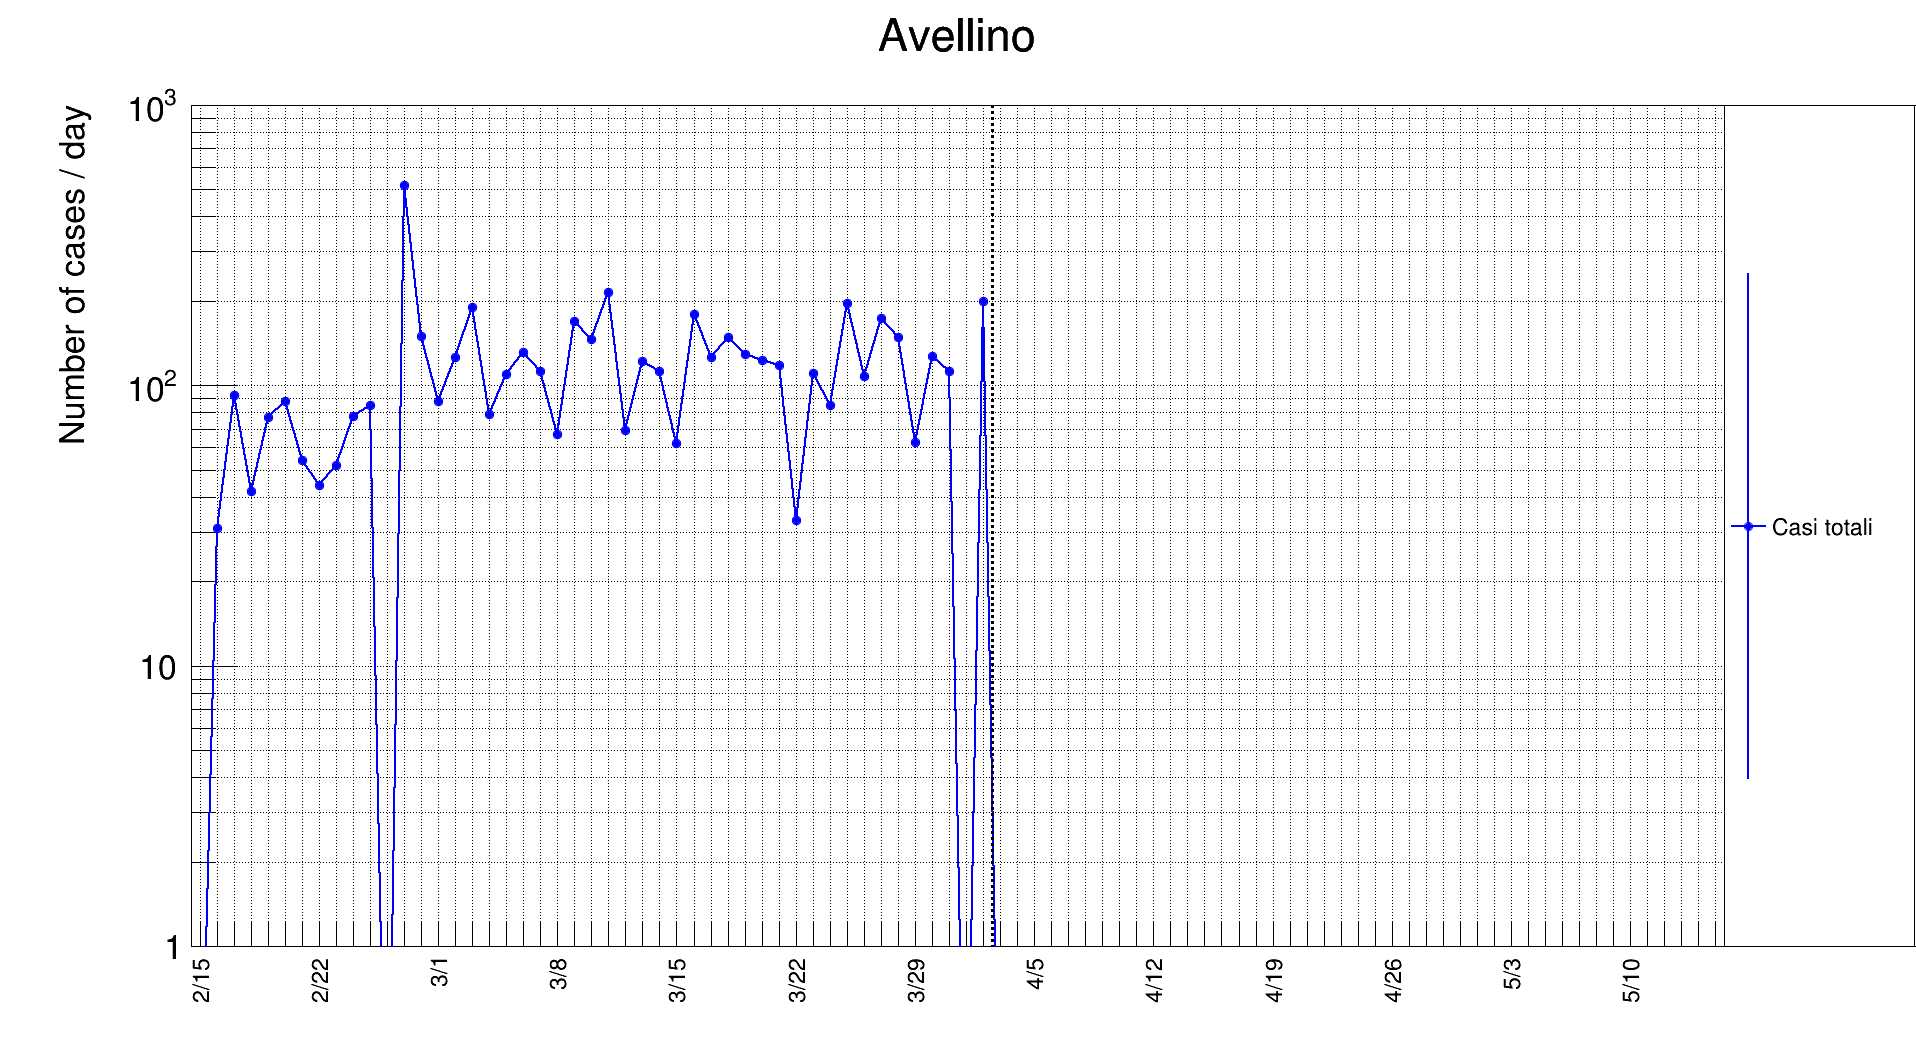 Avellino
Number of cases / day
10³
10²
10
1
2/15 2/22 3/1 3/8 3/15 3/22 3/29 4/5 4/12 4/19 4/26 5/3 5/10
Casi totali